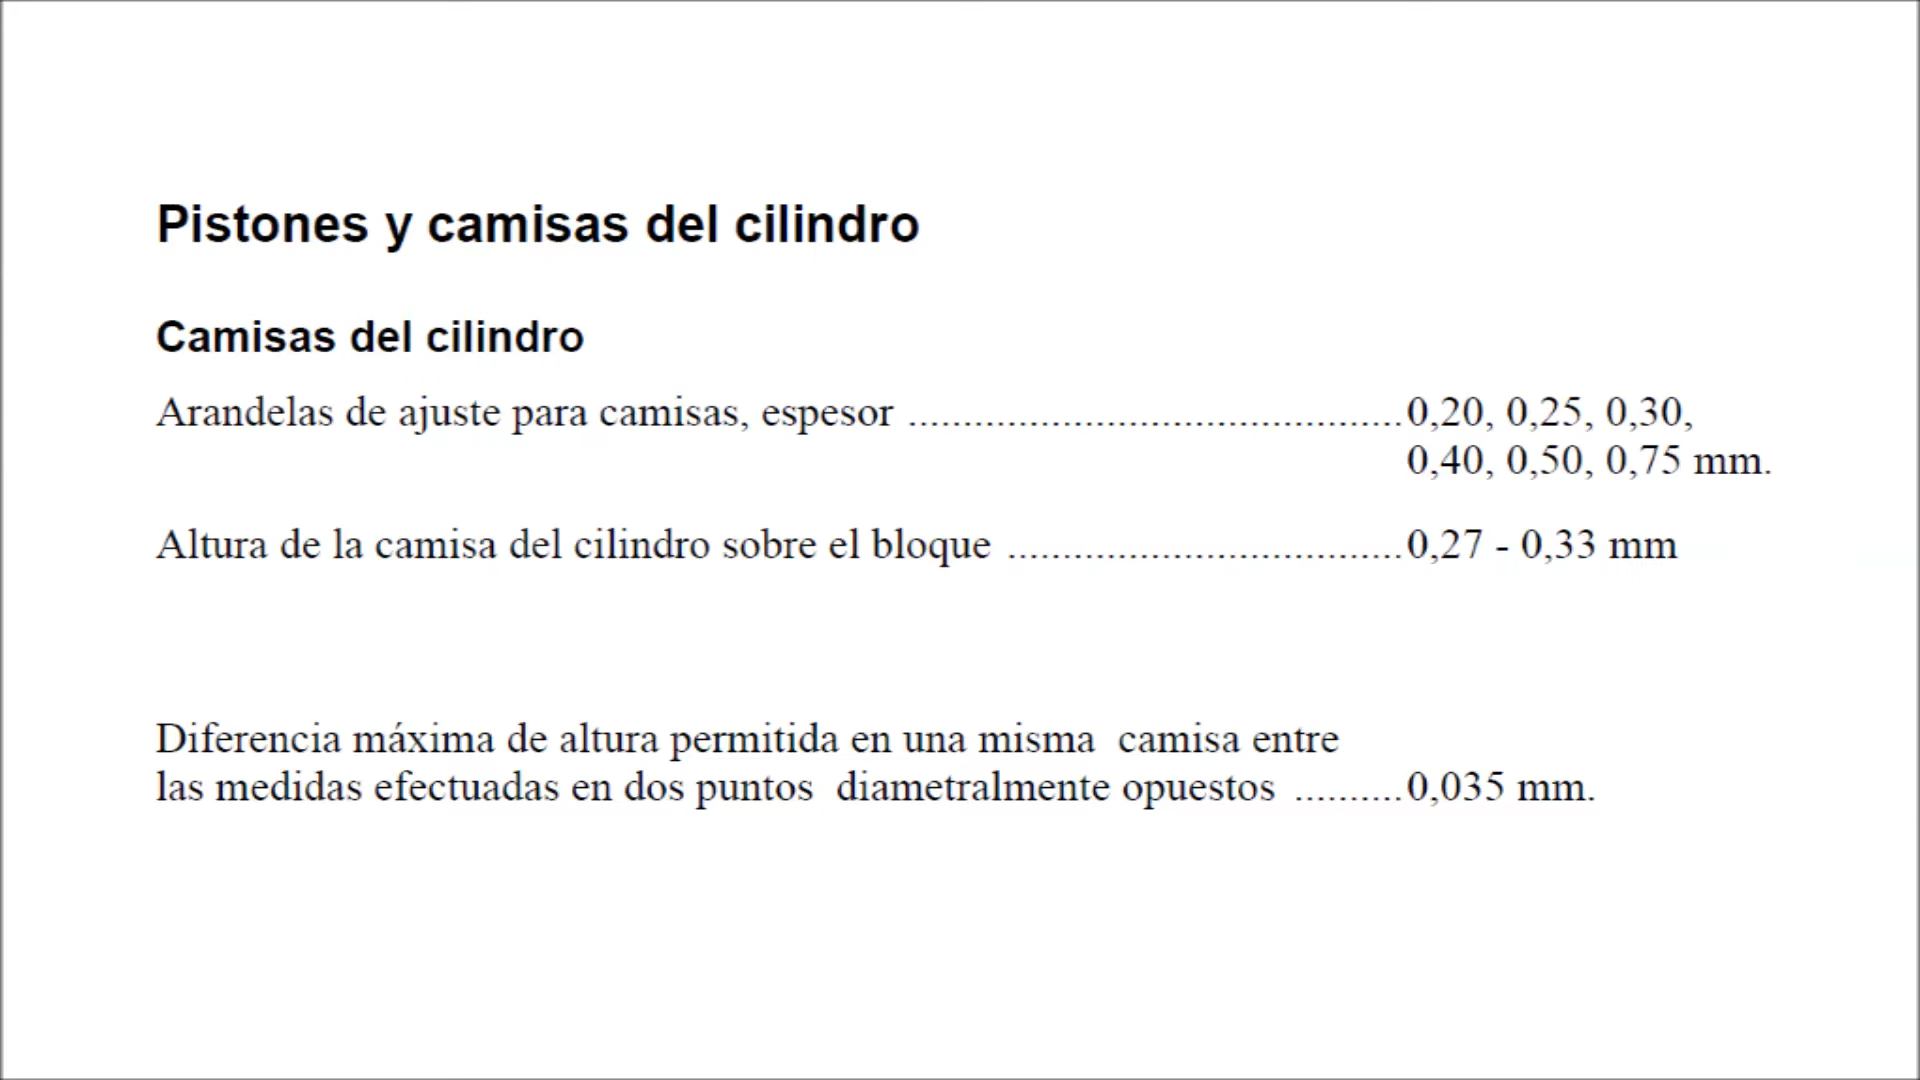 Pistones y camisas del cilindro
Camisas del cilindro
Arandelas de ajuste para camisas, espesor ............................................. 0,20, 0,25, 0,30,
0,40, 0,50, 0,75 mm.
Altura de la camisa del cilindro sobre el bloque .................................... 0,27 - 0,33 mm
Diferencia máxima de altura permitida en una misma camisa entre
las medidas efectuadas en dos puntos diametralmente opuestos .......... 0,035 mm.